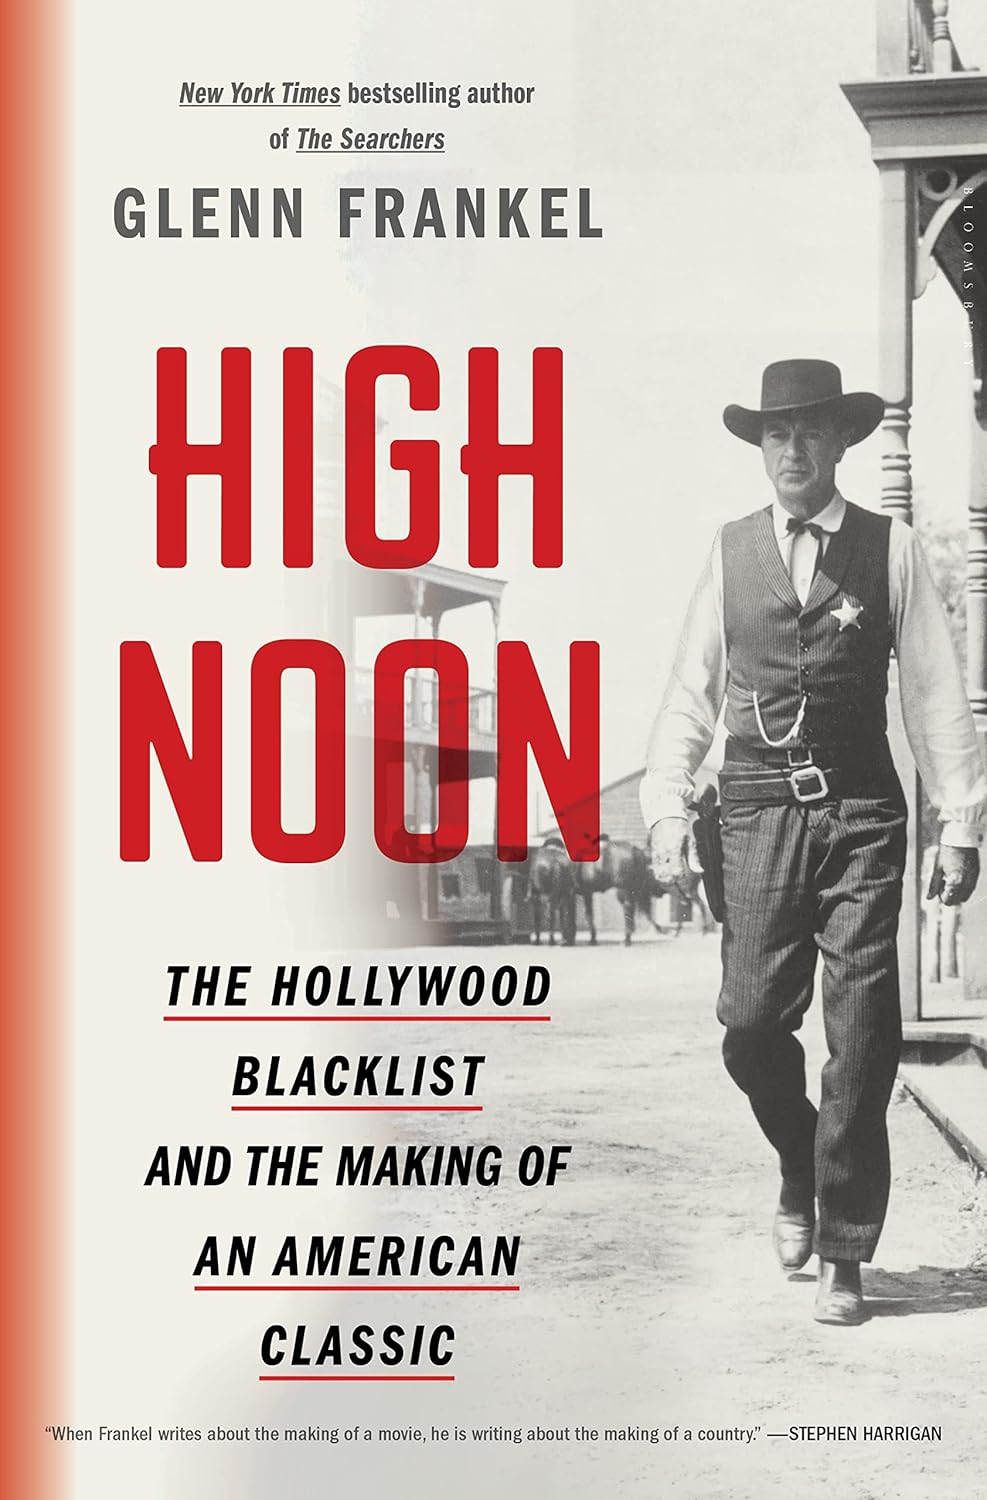 New York Times bestselling author
of The Searchers
GLENN FRANKEL
HIGH
NOON
THE HOLLYWOOD
BLACKLIST
AND THE MAKING OF
AN AMERICAN
CLASSIC
“When Frankel writes about the making of a movie, he is writing about the making of a country.” —STEPHEN HARRIGAN
BLOOMSBURY